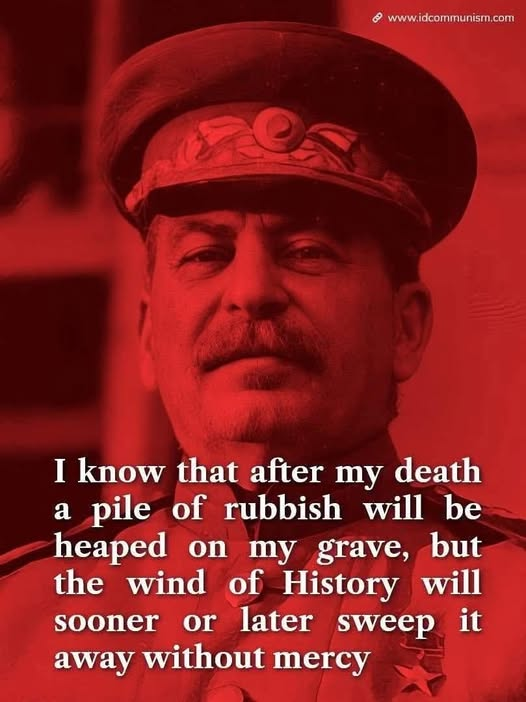 www.idcommunism.com
I know that after my death
a pile of rubbish will be
heaped on my grave, but
the wind of History will
sooner or later sweep it
away without mercy